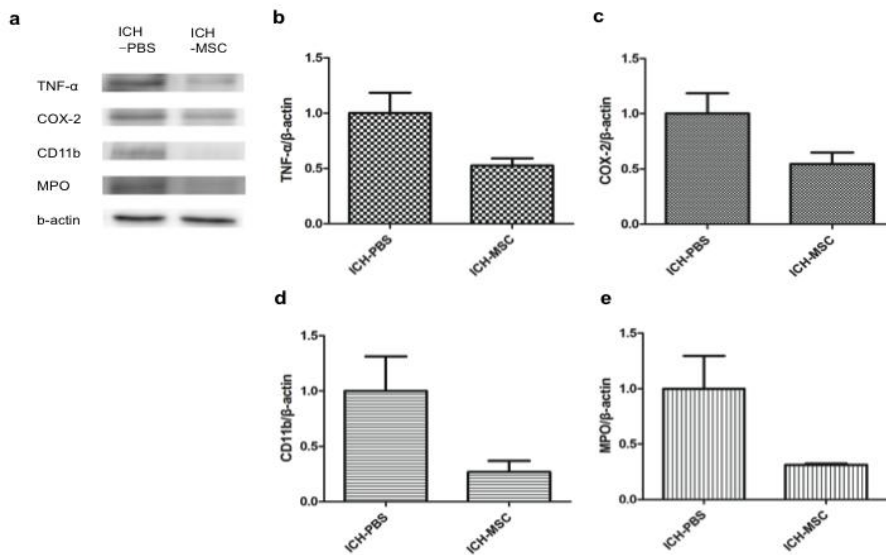 a
ICH
−PBS
ICH
-MSC
TNF-α
COX-2
CD11b
MPO
b-actin
b
TNF-α/β-actin
1.5
1.0
0.5
0.0
ICH-PBS
ICH-MSC
c
COX-2/β-actin
1.5
1.0
0.5
0.0
ICH-PBS
ICH-MSC
d
CD11b/β-actin
1.5
1.0
0.5
0.0
ICH-PBS
ICH-MSC
e
MPO/β-actin
1.5
1.0
0.5
0.0
ICH-PBS
ICH-MSC